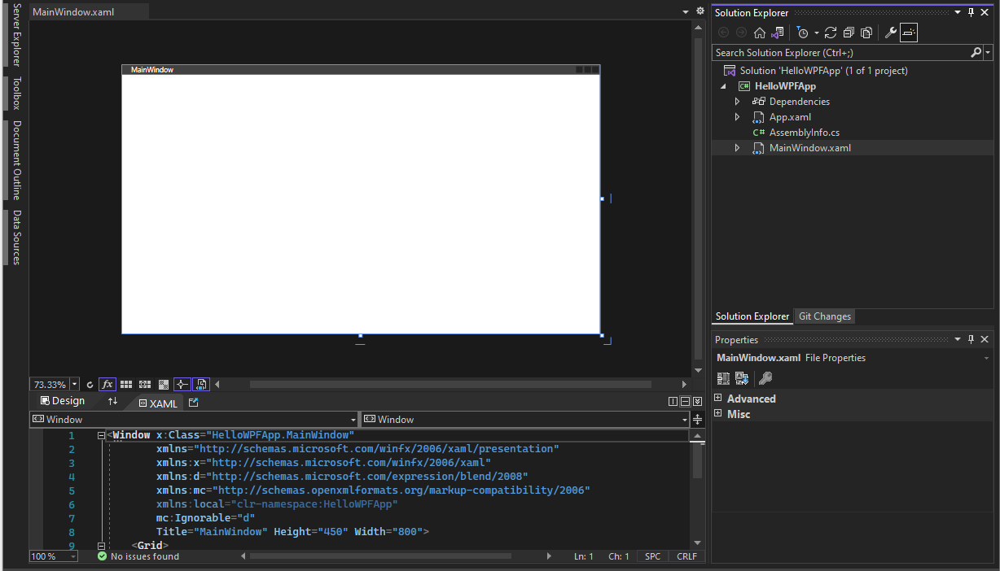 Server Explorer
Toolbox
Document Outline
Data Sources
MainWindow.xaml
MainWindow
73.33%
fx
Design
XAML
Window
Window
1 <Window x:Class="HelloWPFApp.MainWindow"
2 xmlns="http://schemas.microsoft.com/winfx/2006/xaml/presentation"
3 xmlns:x="http://schemas.microsoft.com/winfx/2006/xaml"
4 xmlns:d="http://schemas.microsoft.com/expression/blend/2008"
5 xmlns:mc="http://schemas.openxmlformats.org/markup-compatibility/2006"
6 xmlns:local="clr-namespace:HelloWPFApp"
7 mc:Ignorable="d"
8 Title="MainWindow" Height="450" Width="800">
9 <Grid>
100 % No issues found Ln: 1 Ch: 1 SPC CRLF
Solution Explorer
Search Solution Explorer (Ctrl+;)
Solution 'HelloWPFApp' (1 of 1 project)
C# HelloWPFApp
Dependencies
App.xaml
C# AssemblyInfo.cs
MainWindow.xaml
Solution Explorer Git Changes
Properties
MainWindow.xaml File Properties
Advanced
Misc